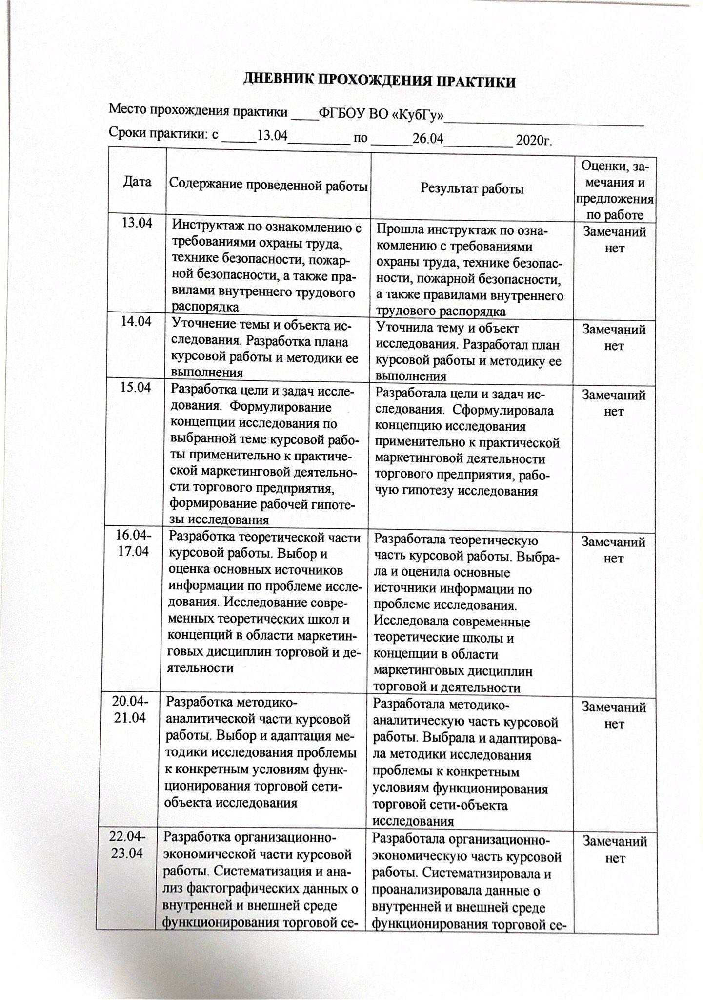 ДНЕВНИК ПРОХОЖДЕНИЯ ПРАКТИКИ
Место прохождения практики ____ФГБОУ ВО «КубГу»____
Сроки практики: с _____13.04_________ по ______26.04__________ 2020г.
Дата
Содержание проведенной работы
Результат работы
Оценки, за-
мечания и
предложения
по работе
13.04
Инструктаж по ознакомлению с
требованиями охраны труда,
технике безопасности, пожар-
ной безопасности, а также пра-
вилами внутреннего трудового
распорядка
Прошла инструктаж по озна-
комлению с требованиями
охраны труда, технике безопас-
ности, пожарной безопасности,
а также правилами внутреннего
трудового распорядка
Замечаний
нет
14.04
Уточнение темы и объекта ис-
следования. Разработка плана
курсовой работы и методики ее
выполнения
Уточнила тему и объект
исследования. Разработал план
курсовой работы и методику ее
выполнения
Замечаний
нет
15.04
Разработка цели и задач иссле-
дования. Формулирование
концепции исследования по
выбранной теме курсовой рабо-
ты применительно к практиче-
ской маркетинговой деятельно-
сти торгового предприятия,
формирование рабочей гипоте-
зы исследования
Разработала цели и задач ис-
следования. Сформулировала
концепцию исследования
применительно к практической
маркетинговой деятельности
торгового предприятия, рабо-
чую гипотезу исследования
Замечаний
нет
16.04-
17.04
Разработка теоретической части
курсовой работы. Выбор и
оценка основных источников
информации по проблеме иссле-
дования. Исследование совре-
менных теоретических школ и
концепций в области маркетин-
говых дисциплин торговой и де-
ятельности
Разработала теоретическую
часть курсовой работы. Выбра-
ла и оценила основные
источники информации по
проблеме исследования.
Исследовала современные
теоретические школы и
концепции в области
маркетинговых дисциплин
торговой и деятельности
Замечаний
нет
20.04-
21.04
Разработка методико-
аналитической части курсовой
работы. Выбор и адаптация ме-
тодики исследования проблемы
к конкретным условиям функ-
ционирования торговой сети-
объекта исследования
Разработала методико-
аналитическую часть курсовой
работы. Выбрала и адаптирова-
ла методики исследования
проблемы к конкретным
условиям функционирования
торговой сети-объекта
исследования
Замечаний
нет
22.04-
23.04
Разработка организационно-
экономической части курсовой
работы. Систематизация и ана-
лиз фактографических данных о
внутренней и внешней среде
функционирования торговой се-
Разработала организационно-
экономическую часть курсовой
работы. Систематизировала и
проанализировала данные о
внутренней и внешней среде
функционирования торговой се-
Замечаний
нет